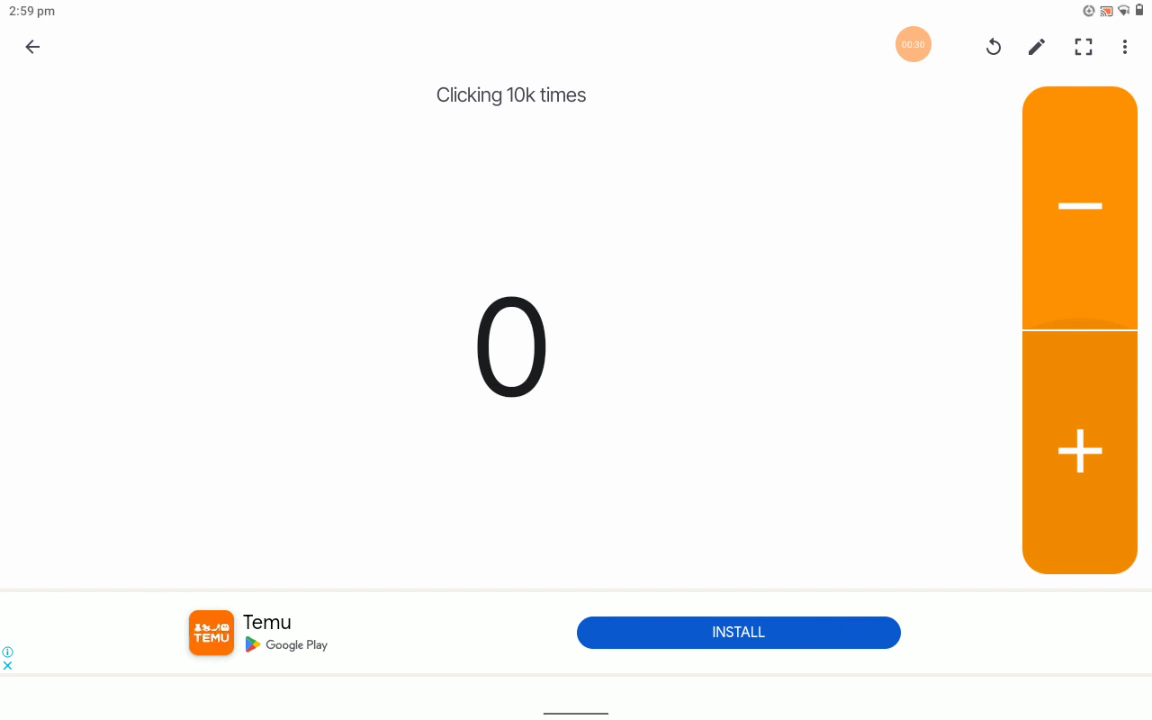 2:59 pm
00:30
Clicking 10k times
−
0
+
TEMU
Temu
Google Play
INSTALL